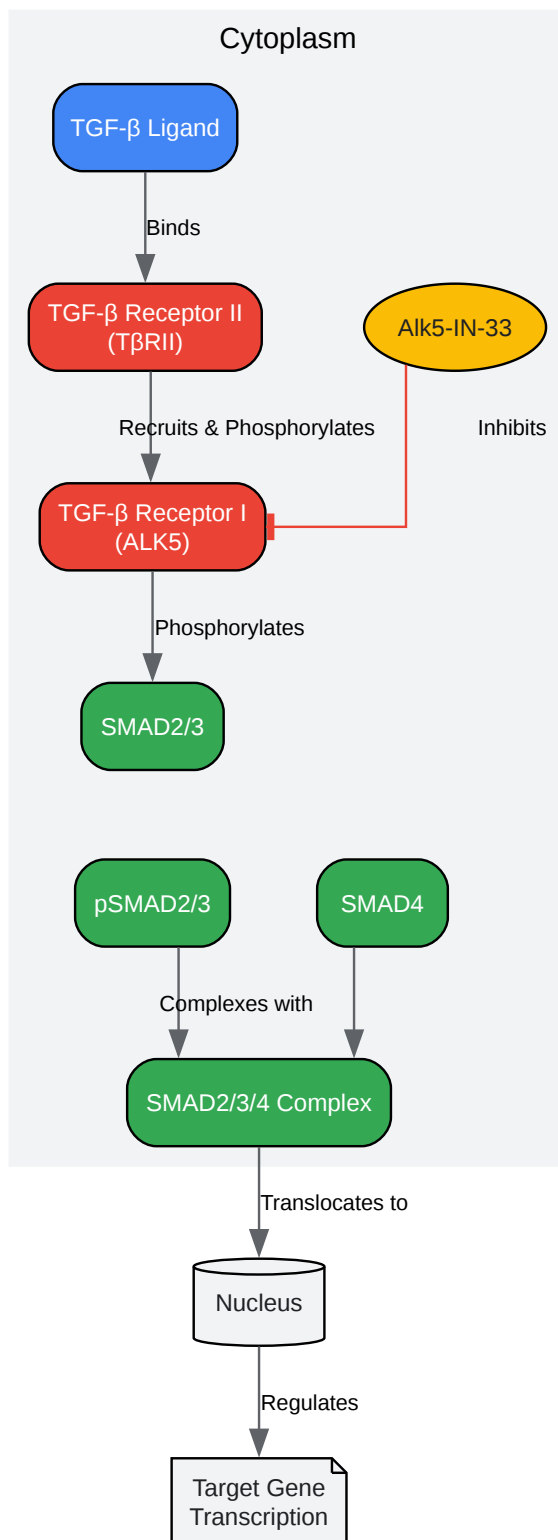 Cytoplasm
TGF-β Ligand
Binds
TGF-β Receptor II
(TβRII)
Alk5-IN-33
Recruits & Phosphorylates
Inhibits
TGF-β Receptor I
(ALK5)
Phosphorylates
SMAD2/3
pSMAD2/3
SMAD4
Complexes with
SMAD2/3/4 Complex
Translocates to
Nucleus
Regulates
Target Gene
Transcription